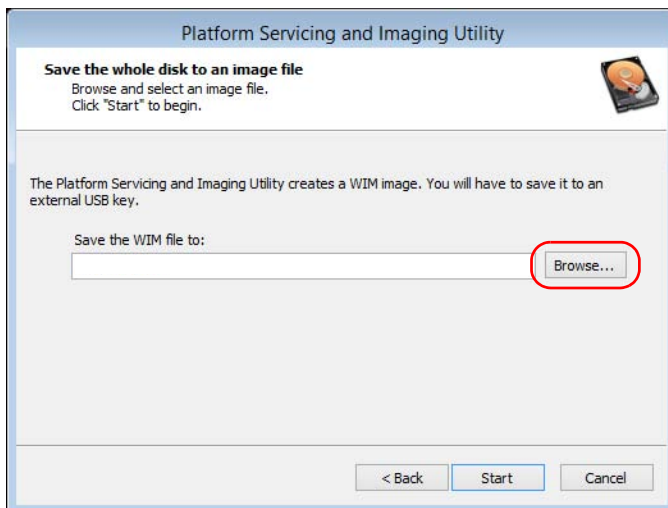 Platform Servicing and Imaging Utility
Save the whole disk to an image file
Browse and select an image file.
Click "Start" to begin.
The Platform Servicing and Imaging Utility creates a WIM image. You will have to save it to an
external USB key.
Save the WIM file to:
Browse...
< Back Start Cancel